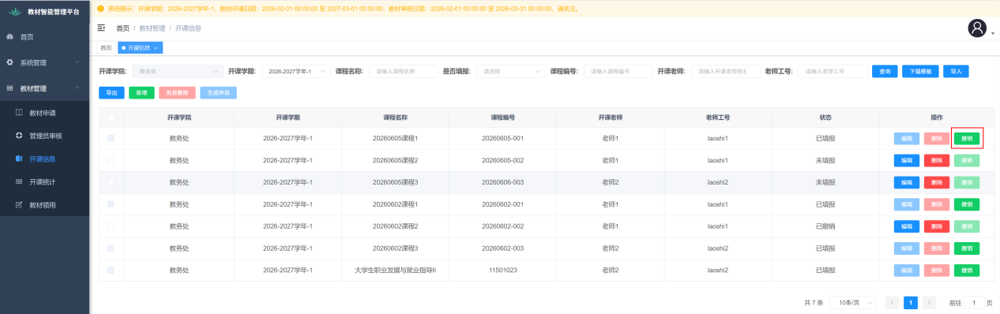 教材智能管理平台
系统提示：开课学期：2026-2027学年-1，教材申请日期：2026-02-01 00:00:00 至 2027-03-01 00:00:00，教材审核日期：2026-02-01 00:00:00 至 2026-03-31 00:00:00，请关注。
首页 / 教材管理 / 开课信息
首页 开课信息 ×
首页
系统管理
教材管理
教材申请
管理员审核
开课信息
开课统计
教材领用
开课学院: 教务处 开课学期: 2026-2027学年-1 课程名称: 请输入课程名称 是否填报: 请选择 课程编号: 请输入课程编号 开课老师: 请输入开课老师姓名 老师工号: 请输入老师工号 查询 下载模板 导入
导出 新增 批量删除 生成申请
开课学院 开课学期 课程名称 课程编号 开课老师 老师工号 状态 操作
教务处 2026-2027学年-1 20260605课程1 20260605-001 老师1 laoshi1 已填报 编辑 删除 撤销
教务处 2026-2027学年-1 20260605课程2 20260605-002 老师1 laoshi1 未填报 编辑 删除 撤销
教务处 2026-2027学年-1 20260605课程3 20260606-003 老师2 laoshi2 未填报 编辑 删除 撤销
教务处 2026-2027学年-1 20260602课程1 20260602-001 老师1 laoshi1 已填报 编辑 删除 撤销
教务处 2026-2027学年-1 20260602课程2 20260602-002 老师1 laoshi1 已撤销 编辑 删除 撤销
教务处 2026-2027学年-1 20260602课程3 20260602-003 老师2 laoshi2 已填报 编辑 删除 撤销
教务处 2026-2027学年-1 大学生职业发展与就业指导II 11501023 老师2 laoshi2 已填报 编辑 删除 撤销
共 7 条 10条/页 1 前往 1 页